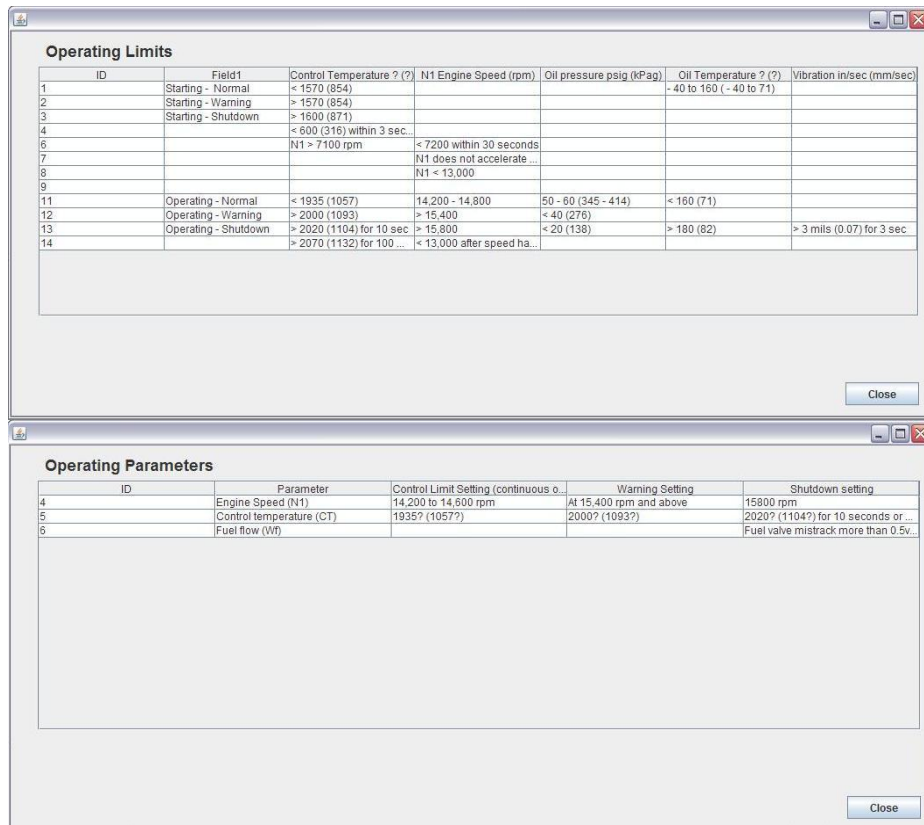 Operating Limits
ID Field1 Control Temperature ? (?) N1 Engine Speed (rpm) Oil pressure psig (kPag) Oil Temperature ? (?) Vibration in/sec (mm/sec)
1 Starting - Normal < 1570 (854) - 40 to 160 ( - 40 to 71)
2 Starting - Warning > 1570 (854)
3 Starting - Shutdown > 1600 (871)
4 < 600 (316) within 3 sec...
6 N1 > 7100 rpm < 7200 within 30 seconds
7 N1 does not accelerate ...
8 N1 < 13,000
9
11 Operating - Normal < 1935 (1057) 14,200 - 14,800 50 - 60 (345 - 414) < 160 (71)
12 Operating - Warning > 2000 (1093) > 15,400 < 40 (276)
13 Operating - Shutdown > 2020 (1104) for 10 sec > 15,800 < 20 (138) > 180 (82) > 3 mils (0.07) for 3 sec
14 > 2070 (1132) for 100 ... < 13,000 after speed ha...
Close
Operating Parameters
ID Parameter Control Limit Setting (continuous o... Warning Setting Shutdown setting
4 Engine Speed (N1) 14,200 to 14,600 rpm At 15,400 rpm and above 15800 rpm
5 Control temperature (CT) 1935? (1057?) 2000? (1093?) 2020? (1104?) for 10 seconds or ...
6 Fuel flow (Wf) Fuel valve mistrack more than 0.5v...
Close